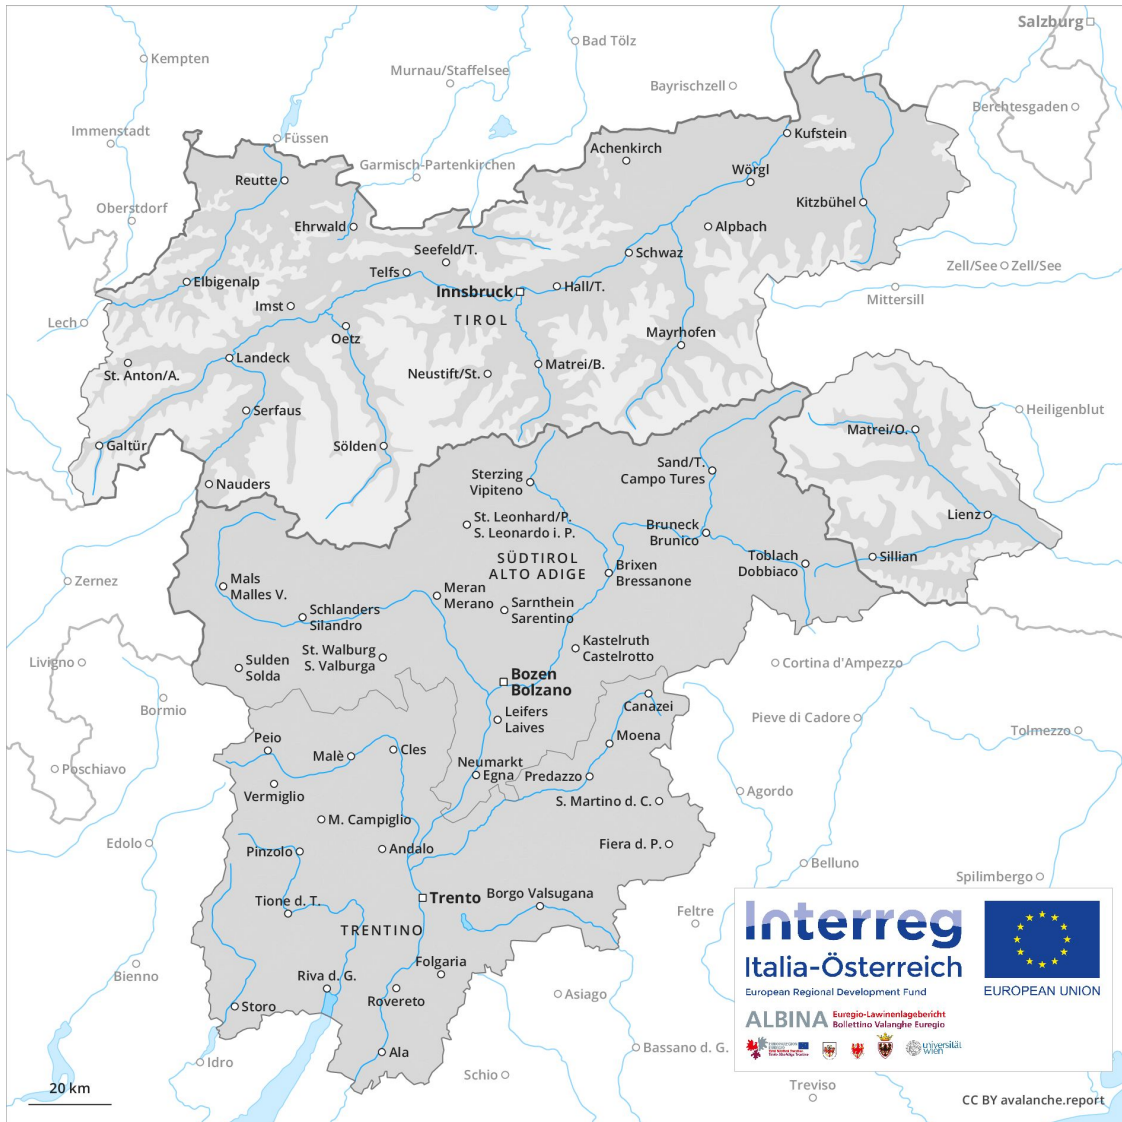 Salzburg
Bad Tölz
Kempten
Murnau/Staffelsee
Bayrischzell
Berchtesgaden
Immenstadt
Füssen
Kufstein
Achenkirch
Garmisch-Partenkirchen
Wörgl
Reutte
Kitzbühel
Oberstdorf
Ehrwald
Alpbach
Seefeld/T.
Schwaz
Telfs
Zell/See
Zell/See
Elbigenalp
Innsbruck
Hall/T.
Mittersill
Imst
TIROL
Lech
Oetz
Mayrhofen
Landeck
St. Anton/A.
Matrei/B.
Neustift/St.
Serfaus
Heiligenblut
Matrei/O.
Galtür
Sölden
Sand/T.
Campo Tures
Sterzing
Vipiteno
Nauders
St. Leonhard/P.
S. Leonardo i. P.
Lienz
Bruneck
Brunico
SÜDTIROL
ALTO ADIGE
Toblach
Dobbiaco
Sillian
Brixen
Bressanone
Zernez
Mals
Malles V.
Meran
Merano
Sarnthein
Sarentino
Schlanders
Silandro
Kastelruth
Castelrotto
St. Walburg
S. Valburga
Livigno
Sulden
Solda
Cortina d'Ampezzo
Bozen
Bolzano
Canazei
Bormio
Leifers
Laives
Pieve di Cadore
Tolmezzo
Moena
Peio
Malè
Cles
Neumarkt
Egna
Predazzo
Poschiavo
Vermiglio
S. Martino d. C.
Agordo
M. Campiglio
Edolo
Pinzolo
Andalo
Fiera d. P.
Belluno
Spilimbergo
Trento
Borgo Valsugana
Tione d. T.
Feltre
TRENTINO
Interreg
Italia-Österreich
European Regional Development Fund
EUROPEAN UNION
Folgaria
Bienno
Riva d. G.
Rovereto
Asiago
Storo
ALBINA
Euregio-Lawinenlagebericht
Bollettino Valanghe Euregio
universität
wien
Ala
Idro
Bassano d. G.
Schio
Treviso
20 km
CC BY avalanche.report